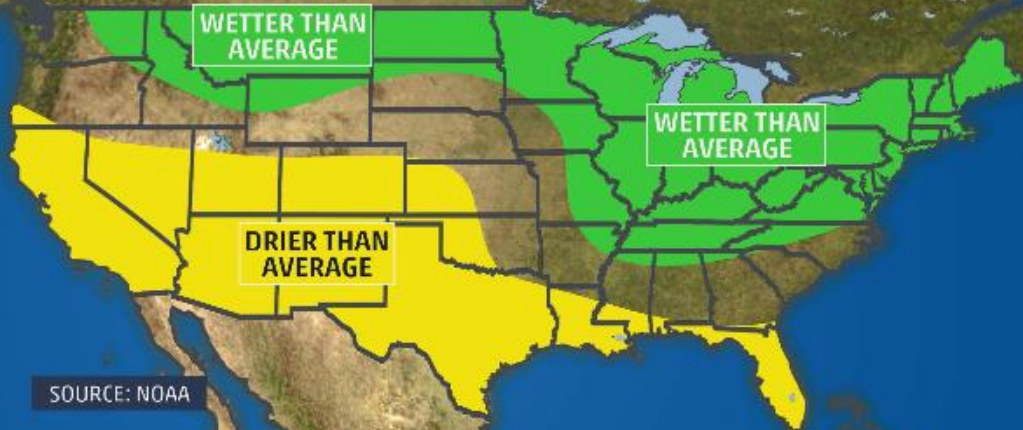 WETTER THAN
AVERAGE
WETTER THAN
AVERAGE
DRIER THAN
AVERAGE
SOURCE: NOAA